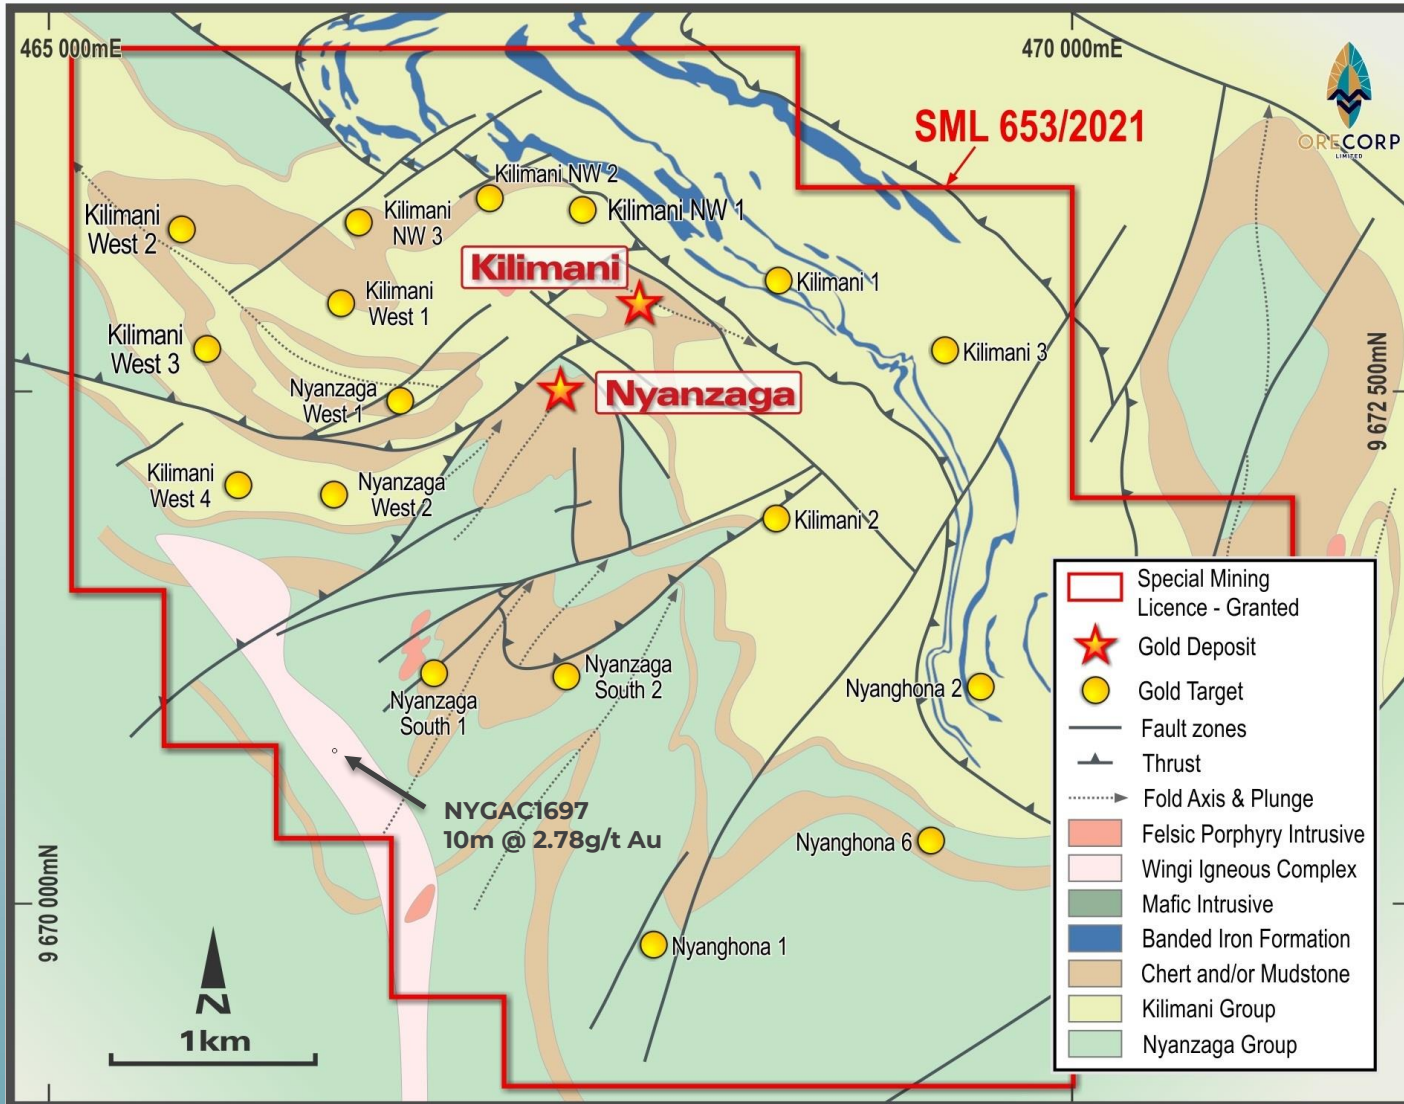 465 000mE
470 000mE
ORECORP
LIMITED
SML 653/2021
Kilimani NW 2
Kilimani
West 2
Kilimani
NW 3
Kilimani NW 1
Kilimani
Kilimani 1
Kilimani
West 1
Kilimani
West 3
Kilimani 3
Nyanzaga
West 1
Nyanzaga
9 672 500mN
Kilimani
West 4
Nyanzaga
West 2
Kilimani 2
Nyanzaga
South 1
Nyanzaga
South 2
Nyanghona 2
NYGAC1697
10m @ 2.78g/t Au
Nyanghona 6
Nyanghona 1
9 670 000mN
N
1km
Special Mining
Licence - Granted
Gold Deposit
Gold Target
Fault zones
Thrust
Fold Axis & Plunge
Felsic Porphyry Intrusive
Wingi Igneous Complex
Mafic Intrusive
Banded Iron Formation
Chert and/or Mudstone
Kilimani Group
Nyanzaga Group